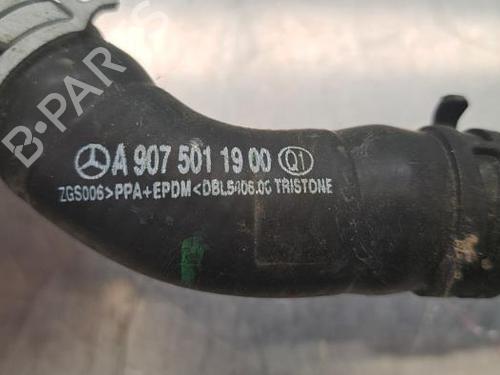 B-PARTS
A 907 501 19 00 Q1
ZGS006>PPA+EPDM<DBL5406.00 TRISTONE